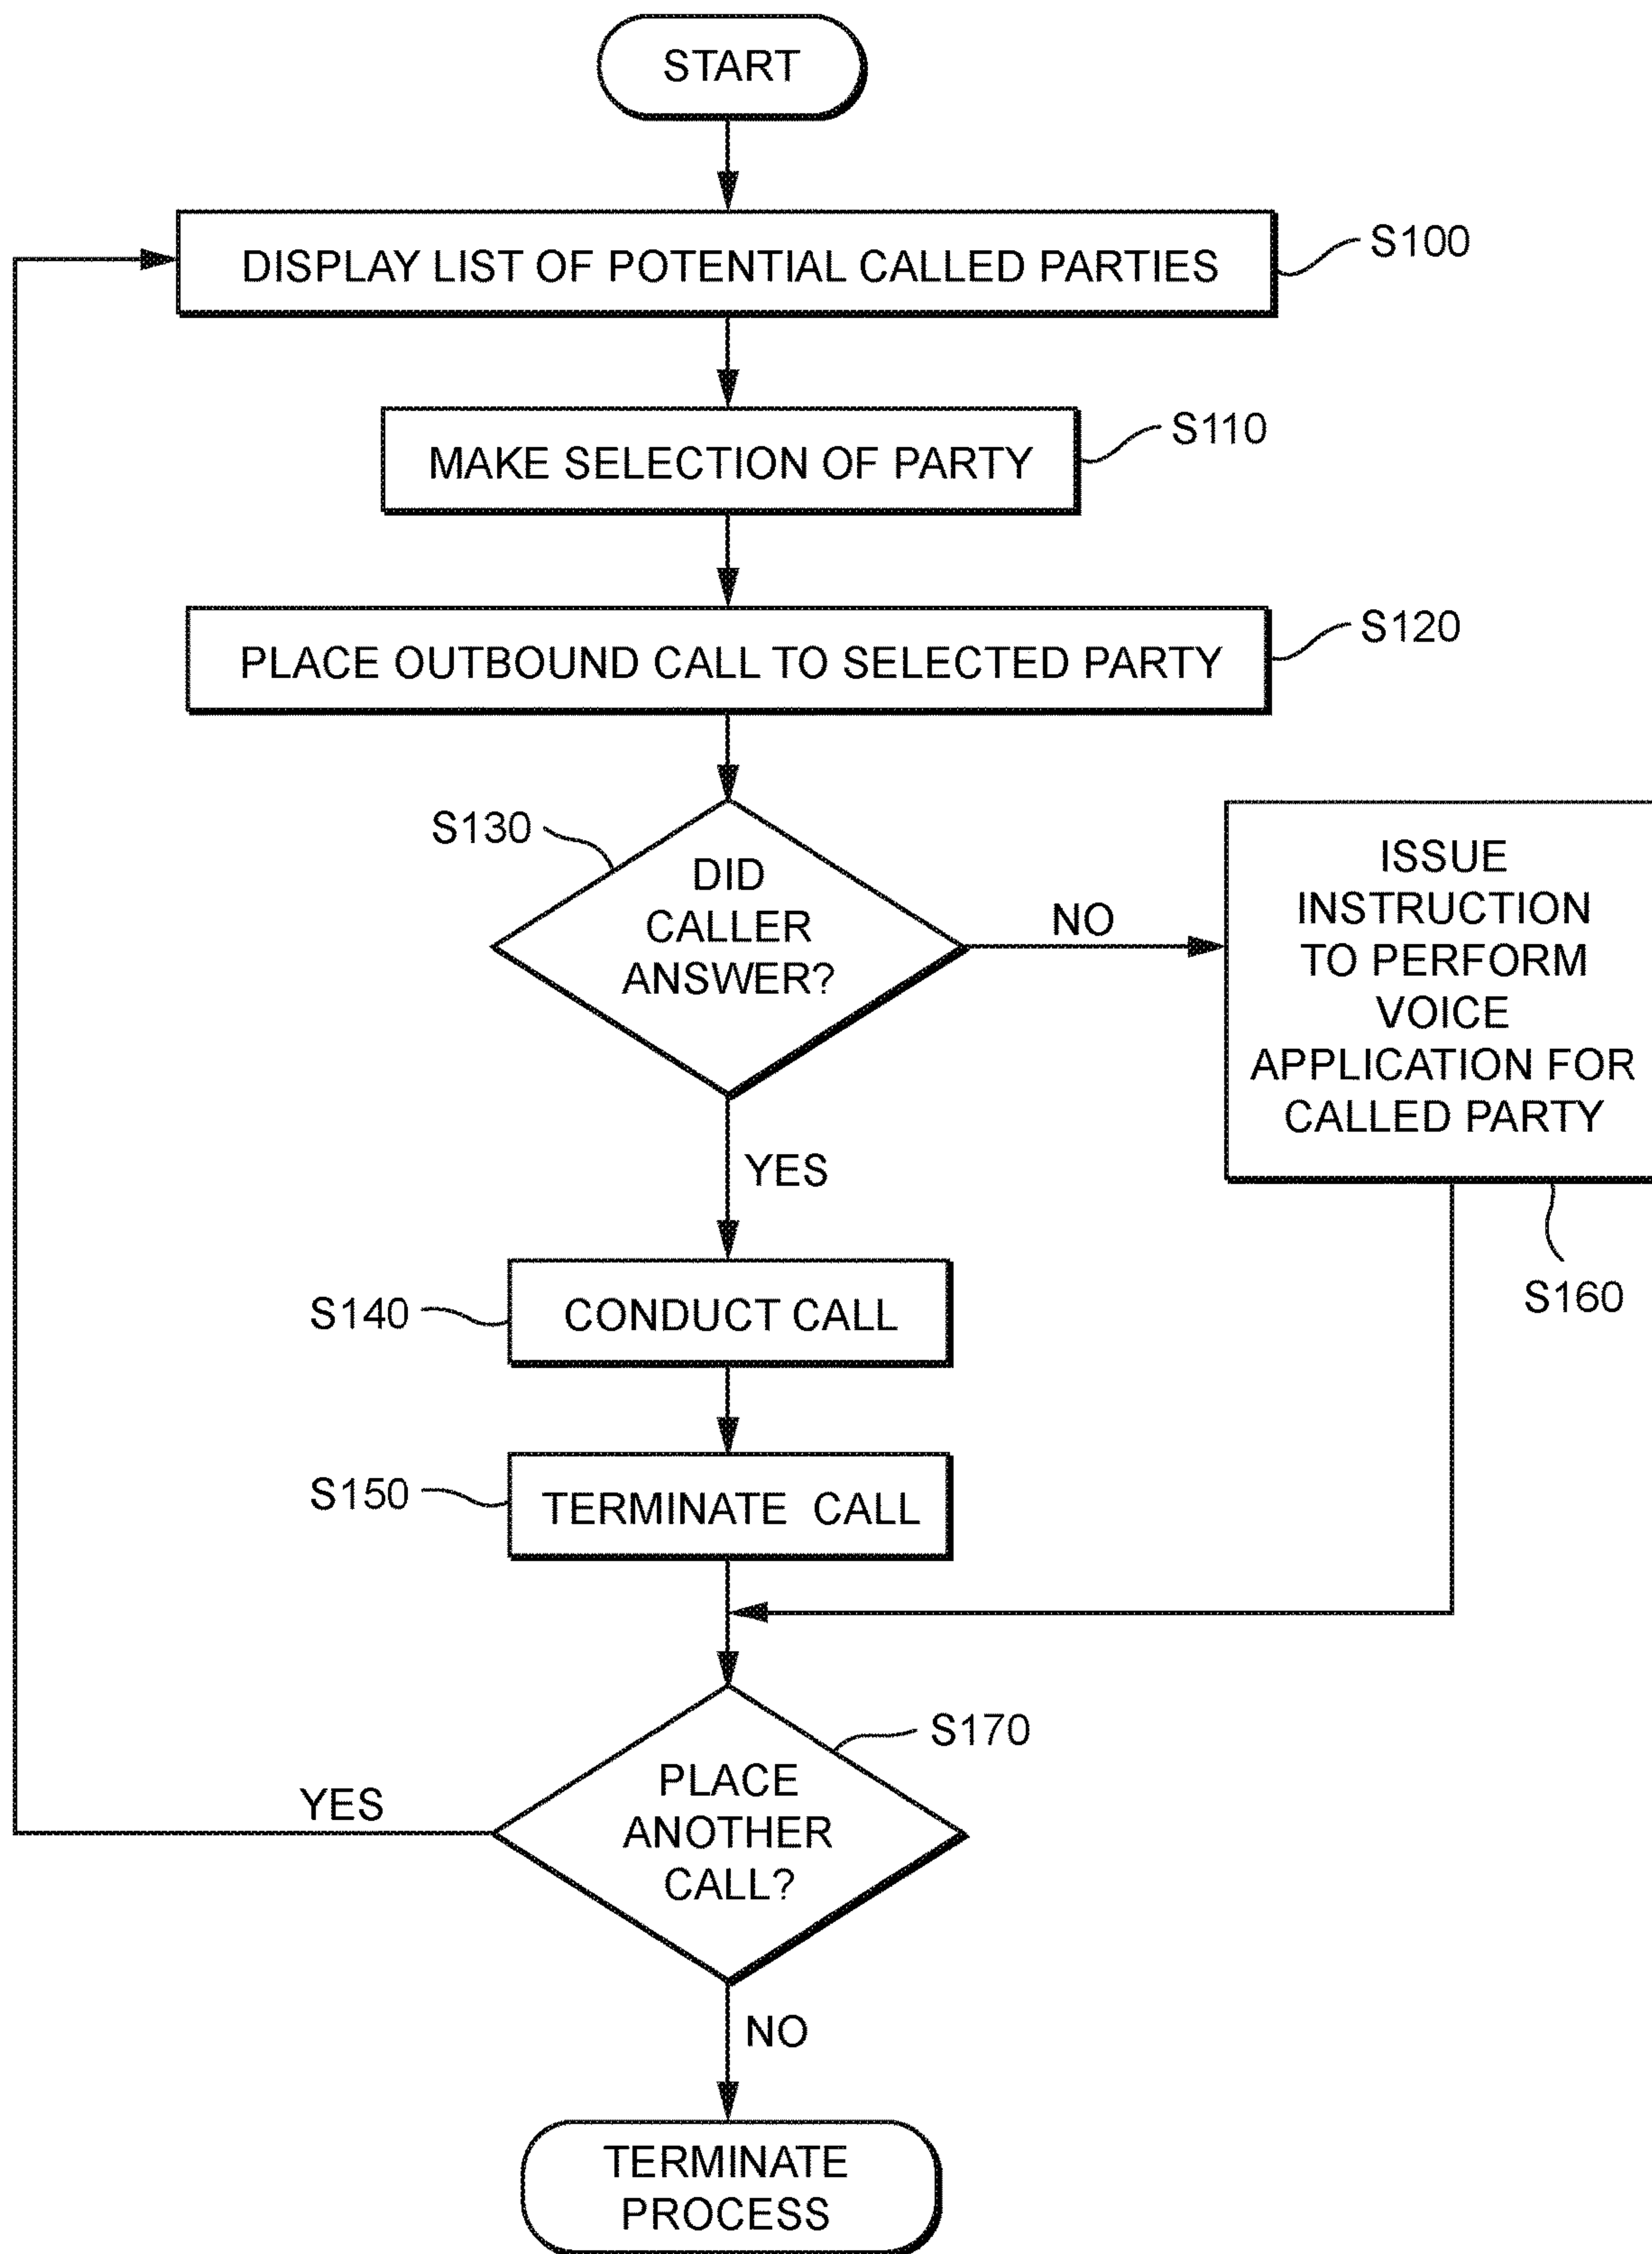 START
DISPLAY LIST OF POTENTIAL CALLED PARTIES
S100
MAKE SELECTION OF PARTY
S110
PLACE OUTBOUND CALL TO SELECTED PARTY
S120
S130
DID
CALLER
ANSWER?
NO
ISSUE
INSTRUCTION
TO PERFORM
VOICE
APPLICATION FOR
CALLED PARTY
S160
YES
S140
CONDUCT CALL
S150
TERMINATE CALL
S170
PLACE
ANOTHER
CALL?
YES
NO
TERMINATE
PROCESS